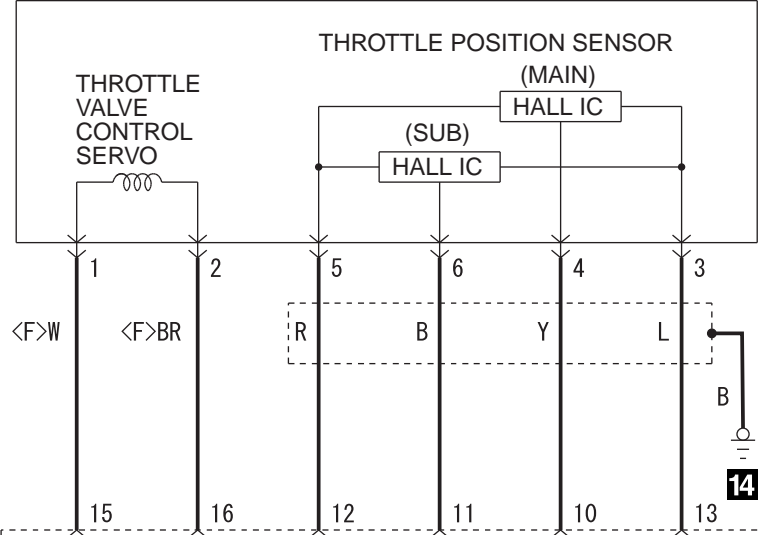 THROTTLE POSITION SENSOR
(MAIN)
HALL IC
THROTTLE
VALVE
CONTROL
SERVO
(SUB)
HALL IC
1 2 5 6 4 3
<F>W <F>BR R B Y L
B
14
15 16 12 11 10 13